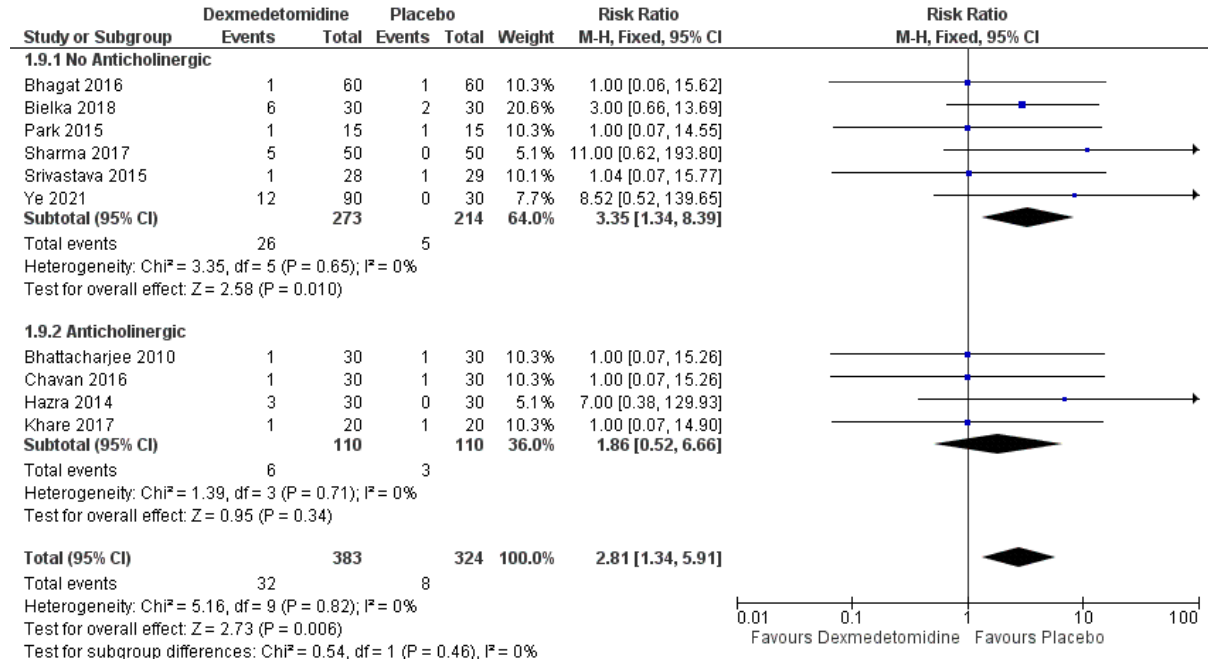 Dexmedetomidine Placebo Risk Ratio Risk Ratio
Study or Subgroup Events Total Events Total Weight M-H, Fixed, 95% CI M-H, Fixed, 95% CI
1.9.1 No Anticholinergic
Bhagat 2016 1 60 1 60 10.3% 1.00 [0.06, 15.62]
Bielka 2018 6 30 2 30 20.6% 3.00 [0.66, 13.69]
Park 2015 1 15 1 15 10.3% 1.00 [0.07, 14.55]
Sharma 2017 5 50 0 50 5.1% 11.00 [0.62, 193.80]
Srivastava 2015 1 28 1 29 10.1% 1.04 [0.07, 15.77]
Ye 2021 12 90 0 30 7.7% 8.52 [0.52, 139.65]
Subtotal (95% CI) 273 214 64.0% 3.35 [1.34, 8.39]
Total events 26 5
Heterogeneity: Chi² = 3.35, df = 5 (P = 0.65); I² = 0%
Test for overall effect: Z = 2.58 (P = 0.010)
1.9.2 Anticholinergic
Bhattacharjee 2010 1 30 1 30 10.3% 1.00 [0.07, 15.26]
Chavan 2016 1 30 1 30 10.3% 1.00 [0.07, 15.26]
Hazra 2014 3 30 0 30 5.1% 7.00 [0.38, 129.93]
Khare 2017 1 20 1 20 10.3% 1.00 [0.07, 14.90]
Subtotal (95% CI) 110 110 36.0% 1.86 [0.52, 6.66]
Total events 6 3
Heterogeneity: Chi² = 1.39, df = 3 (P = 0.71); I² = 0%
Test for overall effect: Z = 0.95 (P = 0.34)
Total (95% CI) 383 324 100.0% 2.81 [1.34, 5.91]
Total events 32 8
Heterogeneity: Chi² = 5.16, df = 9 (P = 0.82); I² = 0%
Test for overall effect: Z = 2.73 (P = 0.006)
Test for subgroup differences: Chi² = 0.54, df = 1 (P = 0.46), I² = 0%
0.01 0.1 1 10 100
Favours Dexmedetomidine Favours Placebo